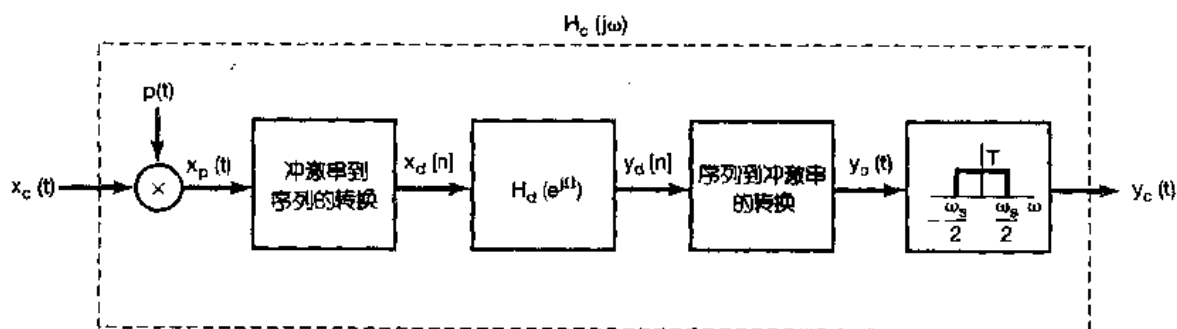 H_c (jω)
p(t)
x_c (t)
×
x_p (t)
冲激串到
序列的转换
x_d [n]
H_d (e^{jΩ})
y_d [n]
序列到冲激串
的转换
y_p (t)
T
-ω_s/2
ω_s/2
ω
y_c (t)